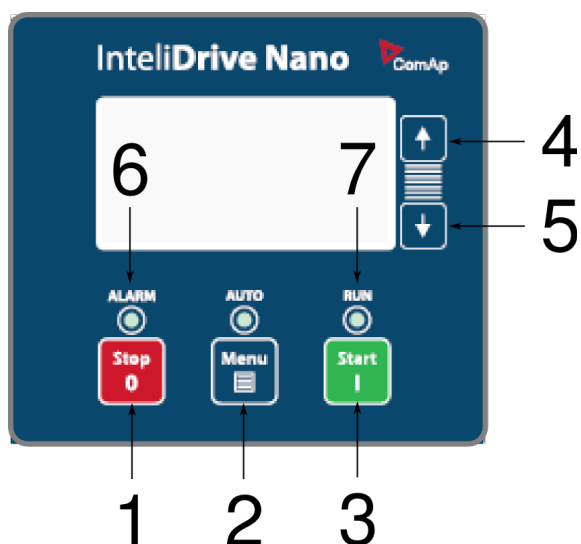 InteliDrive Nano ComAp
6 7 4
5
ALARM AUTO RUN
Stop Menu Start
0 I
1 2 3